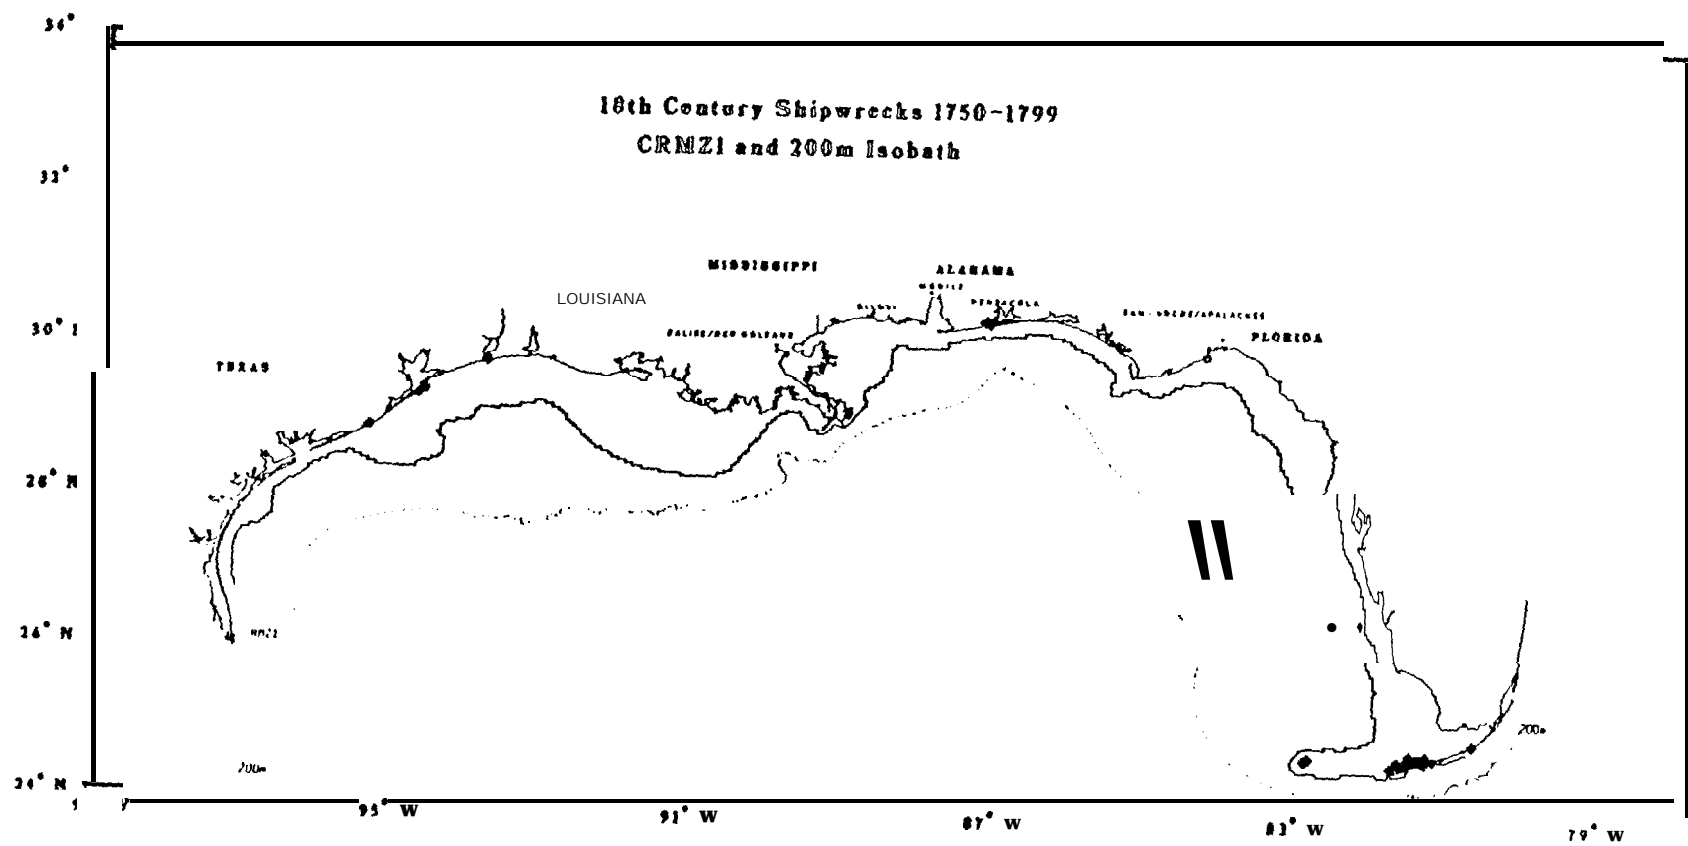 34°
18th Century Shipwrecks 1750-1799
CRMZ1 and 200m Isobath
32°
MISSISSIPPI
ALABAMA
MOBILE
LOUISIANA
PENSACOLA
30°
FLORIDA
TEXAS
28° N
26° N
200m
200m
24° N
95° W
91° W
87° W
83° W
79° W